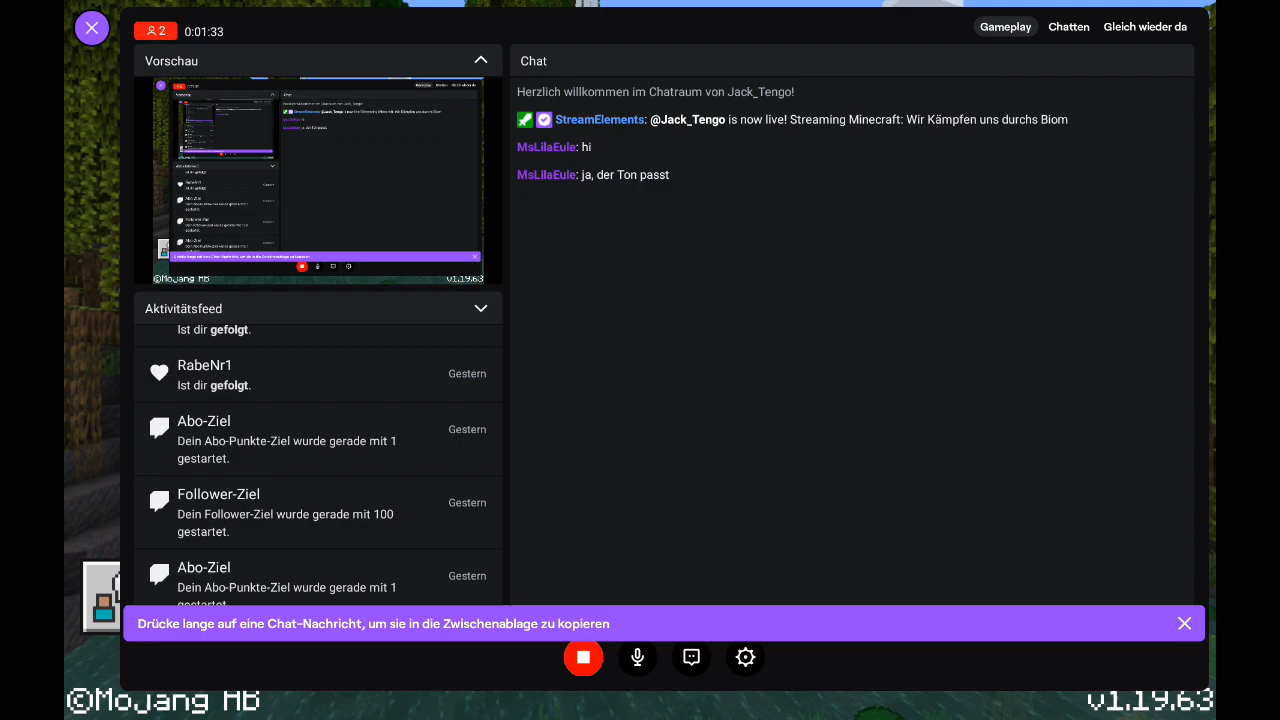 2 0:01:33
Gameplay Chatten Gleich wieder da
Vorschau
Chat
Herzlich willkommen im Chatraum von Jack_Tengo!
StreamElements: @Jack_Tengo is now live! Streaming Minecraft: Wir Kämpfen uns durchs Biom
MsLilaEule: hi
MsLilaEule: ja, der Ton passt
Aktivitätsfeed
Ist dir gefolgt.
RabeNr1
Ist dir gefolgt.
Gestern
Abo-Ziel
Dein Abo-Punkte-Ziel wurde gerade mit 1
gestartet.
Gestern
Follower-Ziel
Dein Follower-Ziel wurde gerade mit 100
gestartet.
Gestern
Abo-Ziel
Dein Abo-Punkte-Ziel wurde gerade mit 1
gestartet.
Gestern
Drücke lange auf eine Chat-Nachricht, um sie in die Zwischenablage zu kopieren
©Mojang AB
v1.19.63